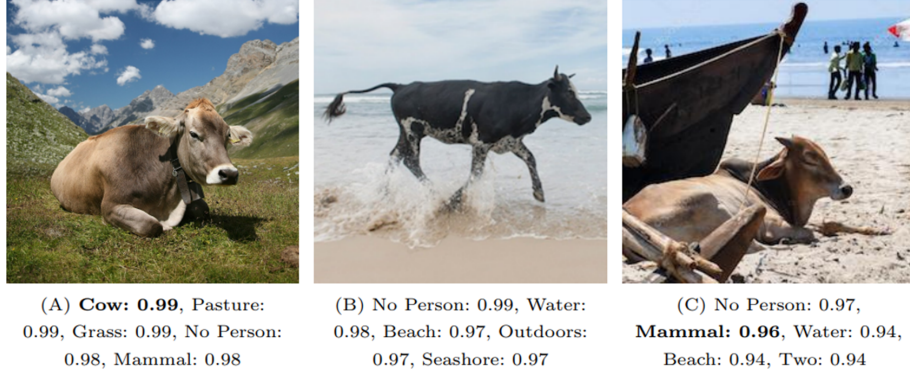 (A) Cow: 0.99, Pasture:
0.99, Grass: 0.99, No Person:
0.98, Mammal: 0.98
(B) No Person: 0.99, Water:
0.98, Beach: 0.97, Outdoors:
0.97, Seashore: 0.97
(C) No Person: 0.97,
Mammal: 0.96, Water: 0.94,
Beach: 0.94, Two: 0.94